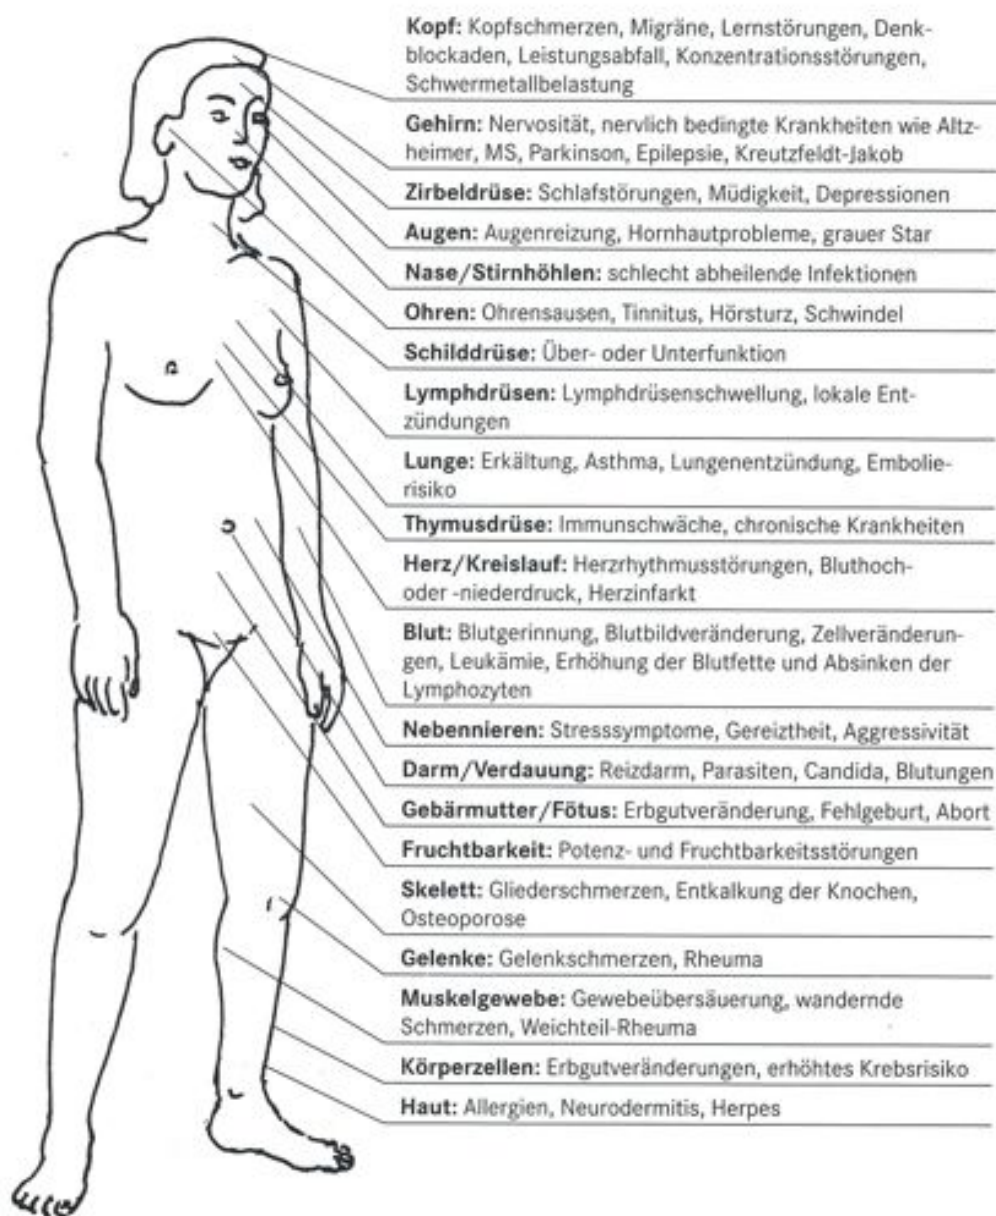 Kopf: Kopfschmerzen, Migräne, Lernstörungen, Denk-
blockaden, Leistungsabfall, Konzentrationsstörungen,
Schwermetallbelastung
Gehirn: Nervosität, nervlich bedingte Krankheiten wie Altz-
heimer, MS, Parkinson, Epilepsie, Kreutzfeldt-Jakob
Zirbeldrüse: Schlafstörungen, Müdigkeit, Depressionen
Augen: Augenreizung, Hornhautprobleme, grauer Star
Nase/Stirnhöhlen: schlecht abheilende Infektionen
Ohren: Ohrensausen, Tinnitus, Hörsturz, Schwindel
Schilddrüse: Über- oder Unterfunktion
Lymphdrüsen: Lymphdrüsenschwellung, lokale Ent-
zündungen
Lunge: Erkältung, Asthma, Lungenentzündung, Embolie-
risiko
Thymusdrüse: Immunschwäche, chronische Krankheiten
Herz/Kreislauf: Herzrhythmusstörungen, Bluthoch-
oder -niederdruck, Herzinfarkt
Blut: Blutgerinnung, Blutbildveränderung, Zellveränderun-
gen, Leukämie, Erhöhung der Blutfette und Absinken der
Lymphozyten
Nebennieren: Stresssymptome, Gereiztheit, Aggressivität
Darm/Verdauung: Reizdarm, Parasiten, Candida, Blutungen
Gebärmutter/Fötus: Erbgutveränderung, Fehlgeburt, Abort
Fruchtbarkeit: Potenz- und Fruchtbarkeitsstörungen
Skelett: Gliederschmerzen, Entkalkung der Knochen,
Osteoporose
Gelenke: Gelenkschmerzen, Rheuma
Muskelgewebe: Gewebeübersäuerung, wandernde
Schmerzen, Weichteil-Rheuma
Körperzellen: Erbgutveränderungen, erhöhtes Krebsrisiko
Haut: Allergien, Neurodermitis, Herpes